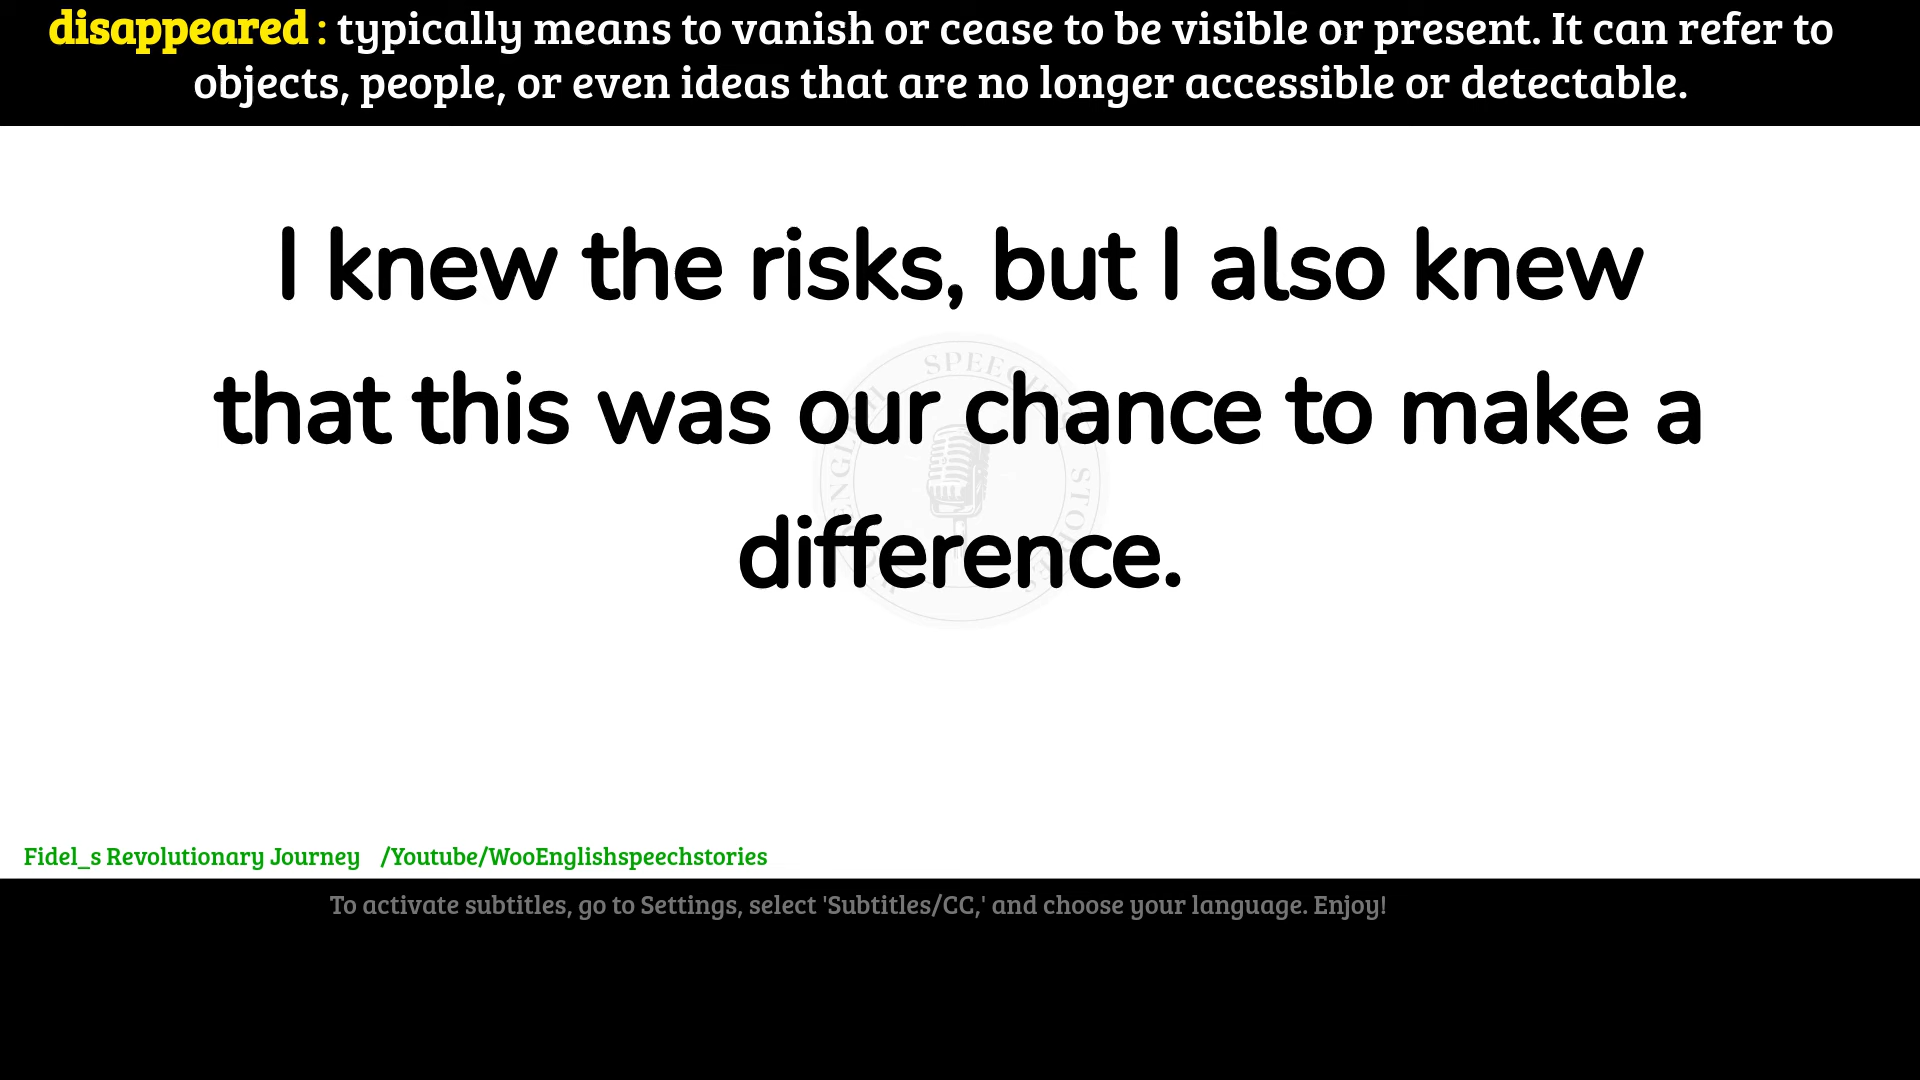 disappeared : typically means to vanish or cease to be visible or present. It can refer to
objects, people, or even ideas that are no longer accessible or detectable.
I knew the risks, but I also knew
that this was our chance to make a
difference.
SPEECH
Fidel_s Revolutionary Journey /Youtube/WooEnglishspeechstories
To activate subtitles, go to Settings, select 'Subtitles/CC,' and choose your language. Enjoy!